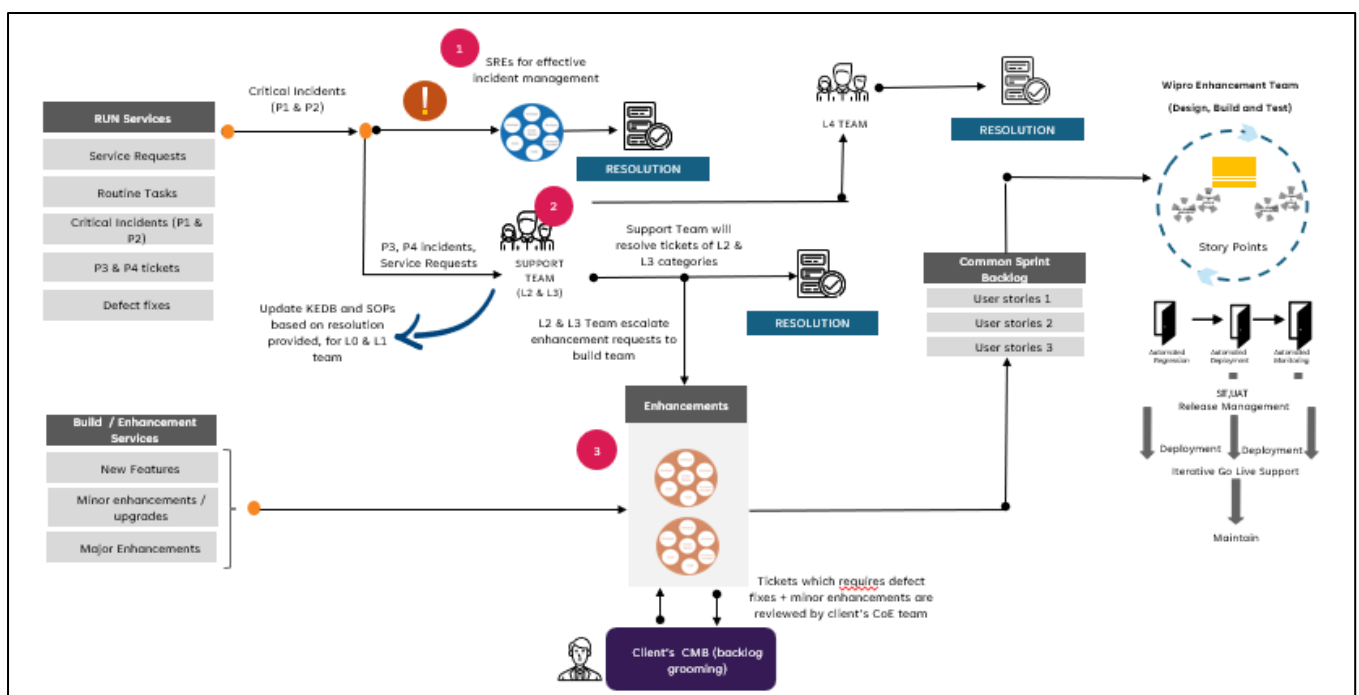 1
SREs for effective
incident management
Critical Incidents
(P1 & P2)
!
RUN Services
Service Requests
Routine Tasks
Critical Incidents (P1 &
P2)
P3 & P4 tickets
Defect fixes
RESOLUTION
L4 TEAM
RESOLUTION
2
SUPPORT
TEAM
(L2 & L3)
P3, P4 incidents,
Service Requests
Support Team will
resolve tickets of L2 &
L3 categories
RESOLUTION
Update KEDB and SOPs
based on resolution
provided, for L0 & L1
team
L2 & L3 Team escalate
enhancement requests to
build team
Build / Enhancement
Services
New Features
Minor enhancements /
upgrades
Major Enhancements
3
Enhancements
Tickets which requires defect
fixes + minor enhancements are
reviewed by client's CoE team
Client's CMB (backlog
grooming)
Common Sprint
Backlog
User stories 1
User stories 2
User stories 3
Wipro Enhancement Team
(Design, Build and Test)
Story Points
Automated
Regression
Automated
Deployment
Automated
Monitoring
SIT,UAT
Release Management
Deployment
Deployment
Iterative Go Live Support
Maintain